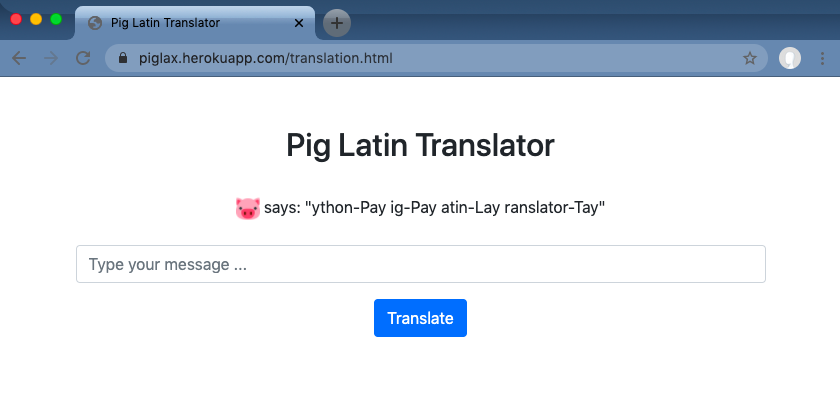 Pig Latin Translator
piglax.herokuapp.com/translation.html
Pig Latin Translator
says: "ython-Pay ig-Pay atin-Lay ranslator-Tay"
Type your message ...
Translate